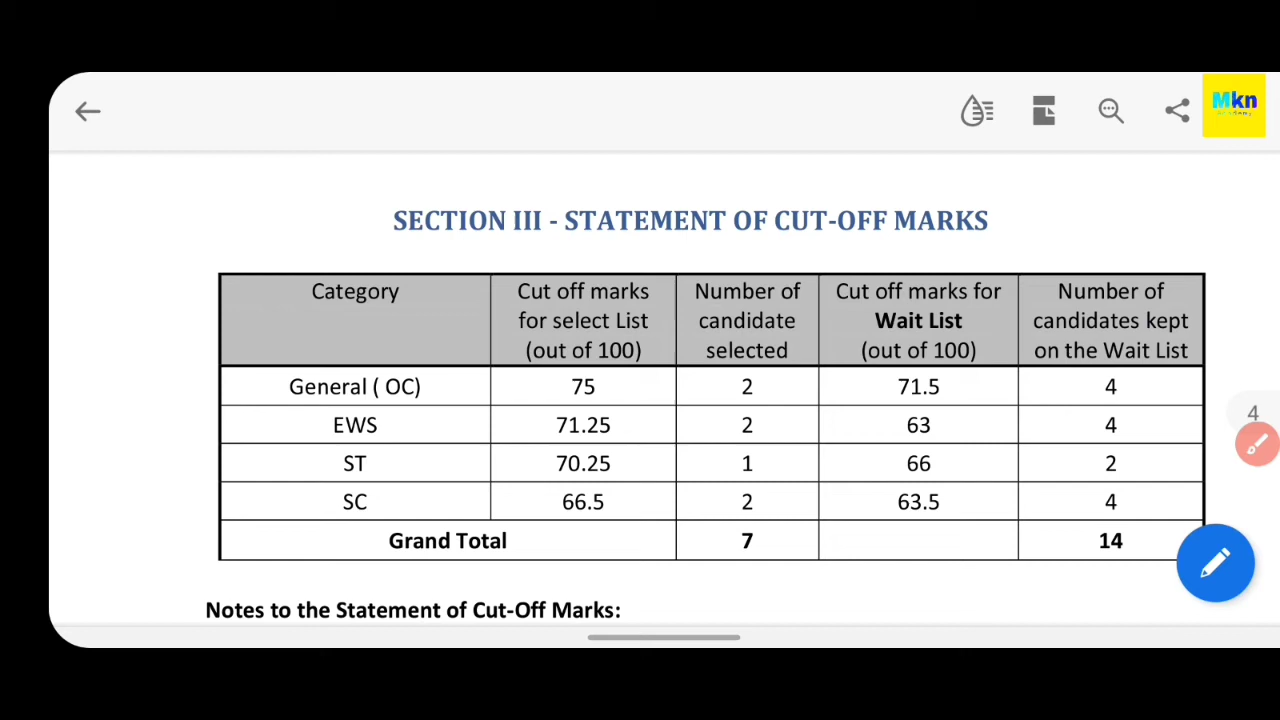 Mkn
Academy
SECTION III - STATEMENT OF CUT-OFF MARKS
Category
Cut off marks
for select List
(out of 100)
Number of
candidate
selected
Cut off marks for
Wait List
(out of 100)
Number of
candidates kept
on the Wait List
General ( OC) 75 2 71.5 4
EWS 71.25 2 63 4
ST 70.25 1 66 2
SC 66.5 2 63.5 4
Grand Total 7 14
4
Notes to the Statement of Cut-Off Marks: